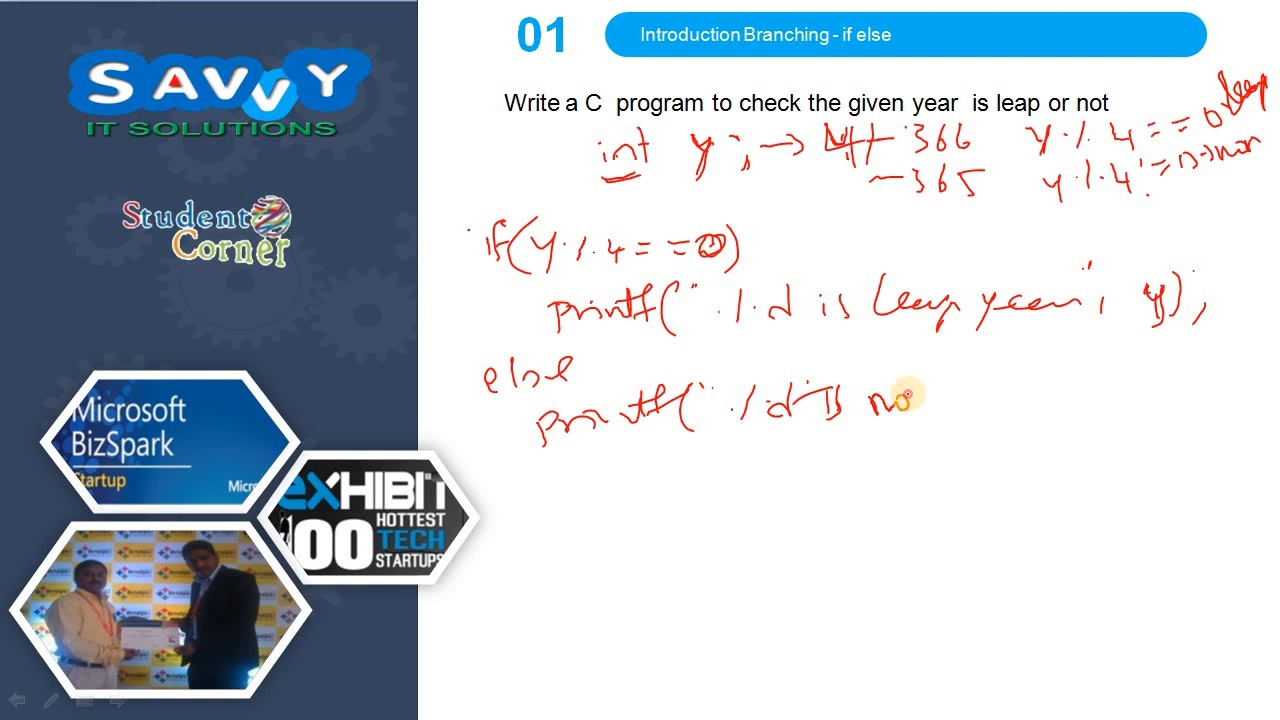 SAVVY
IT SOLUTIONS
Student
Corner
Microsoft
BizSpark
Startup
Micro
eXHIBIT
100 HOTTEST
TECH
STARTUPS
01
Introduction Branching - if else
Write a C program to check the given year is leap or not
int y; → 366
365
y % 4 == 0 leap
y % 4 != 0
if(y % 4 == 0)
printf(" %d is leap year", y);
else
printf(" %d is no